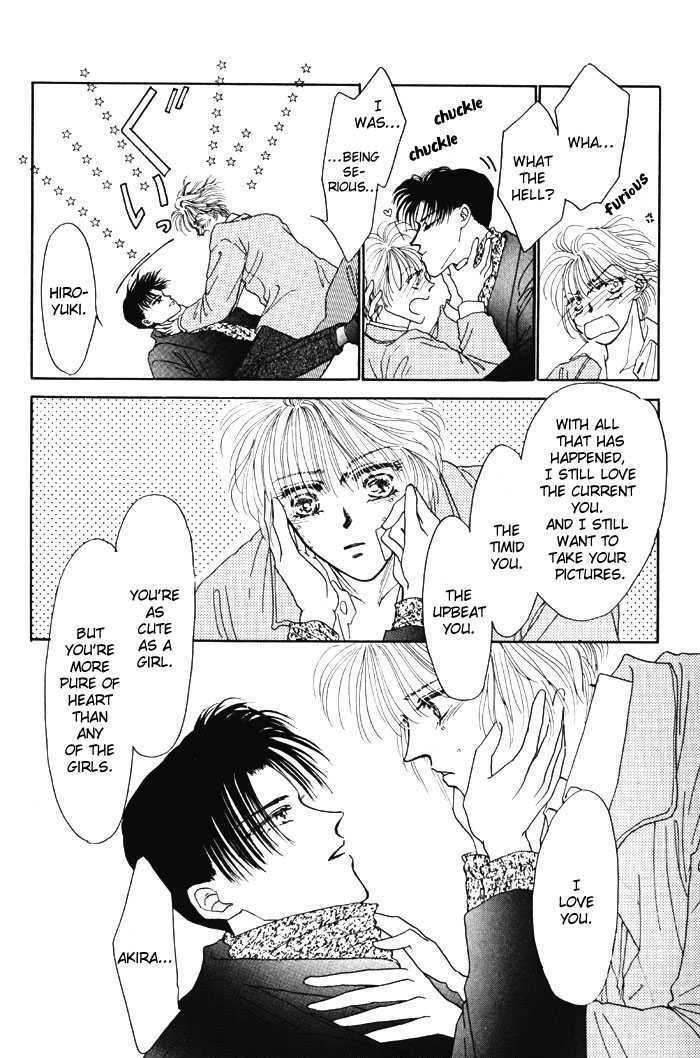 WHA...
WHAT
THE
HELL?
furious
chuckle
chuckle
I
WAS...
...BEING
SE-
RIOUS...
ぐいっ
HIRO-
YUKI.
WITH ALL
THAT HAS
HAPPENED,
I STILL LOVE
THE CURRENT
YOU.
AND I STILL
WANT TO
TAKE YOUR
PICTURES.
THE
TIMID
YOU.
THE
UPBEAT
YOU.
YOU'RE
AS
CUTE
AS A
GIRL.
BUT
YOU'RE
MORE
PURE OF
HEART
THAN
ANY
OF THE
GIRLS.
I
LOVE
YOU.
AKIRA...